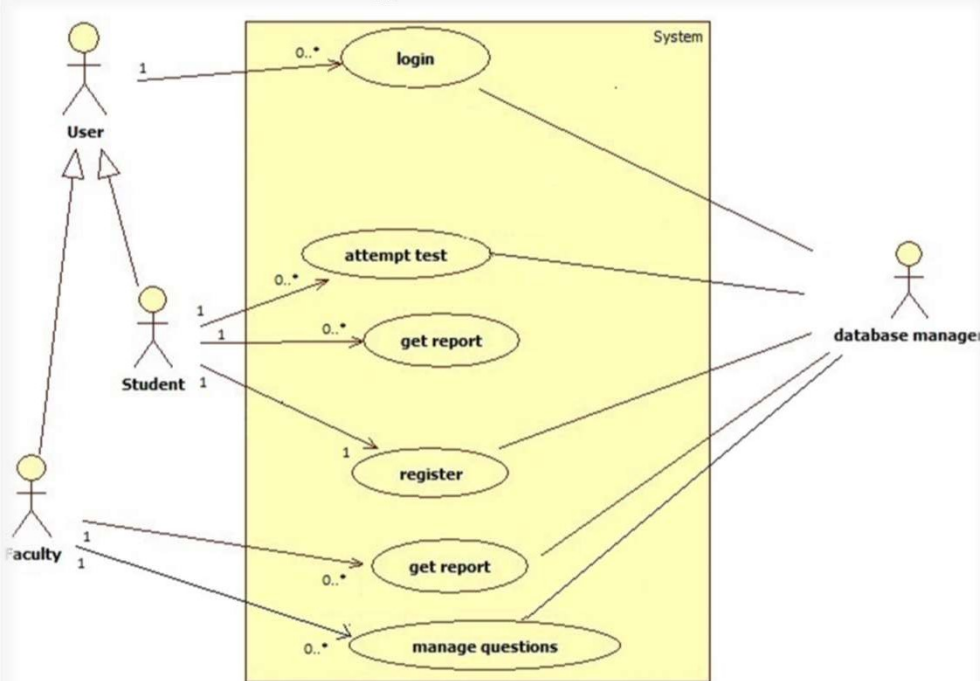 System
0..*
login
1
User
attempt test
0..*
1
0..*
get report
1
database manager
Student
1
1
register
Faculty
1
get report
1
0..*
0..*
manage questions